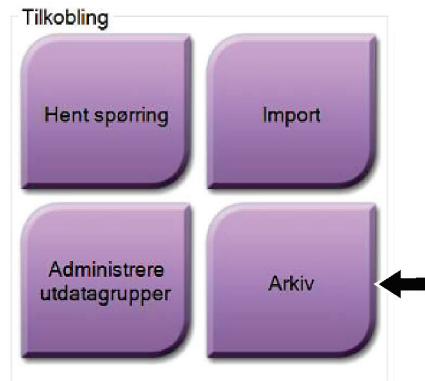 Tilkobling
Hent spørring
Import
Administrere
utdatagrupper
Arkiv